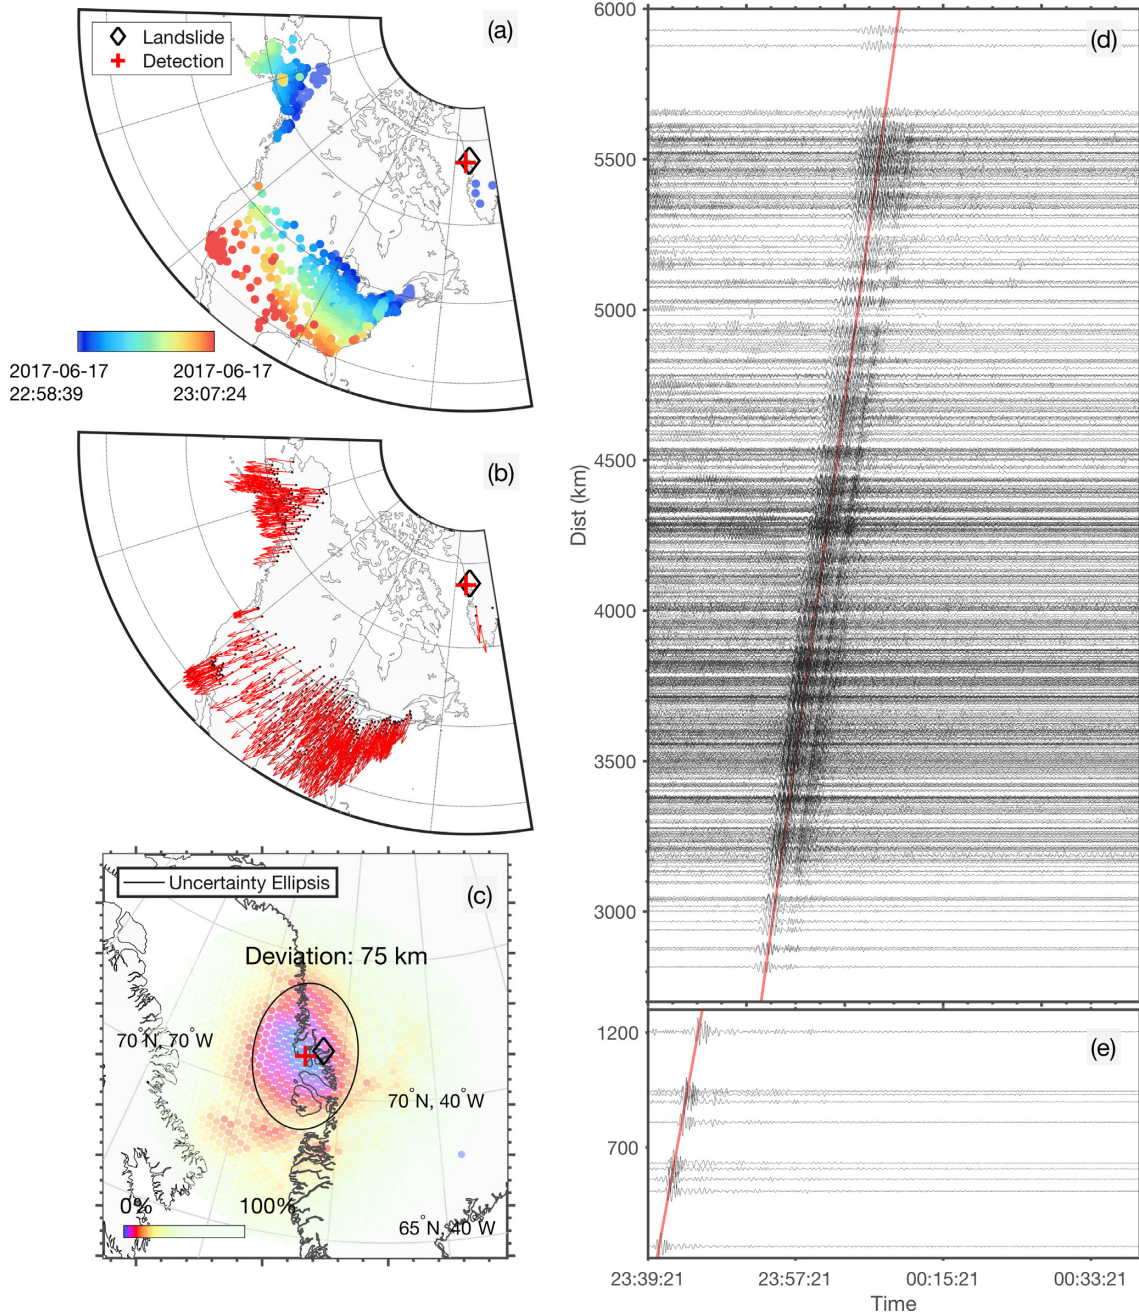 (a)
Landslide
Detection
2017-06-17
22:58:39
2017-06-17
23:07:24
(b)
(c)
Uncertainty Ellipsis
Deviation: 75 km
70°N, 70°W
70°N, 40°W
65°N, 40°W
0%
100%
(d)
6000
5500
5000
4500
4000
3500
3000
Dist (km)
(e)
1200
700
23:39:21
23:57:21
00:15:21
00:33:21
Time